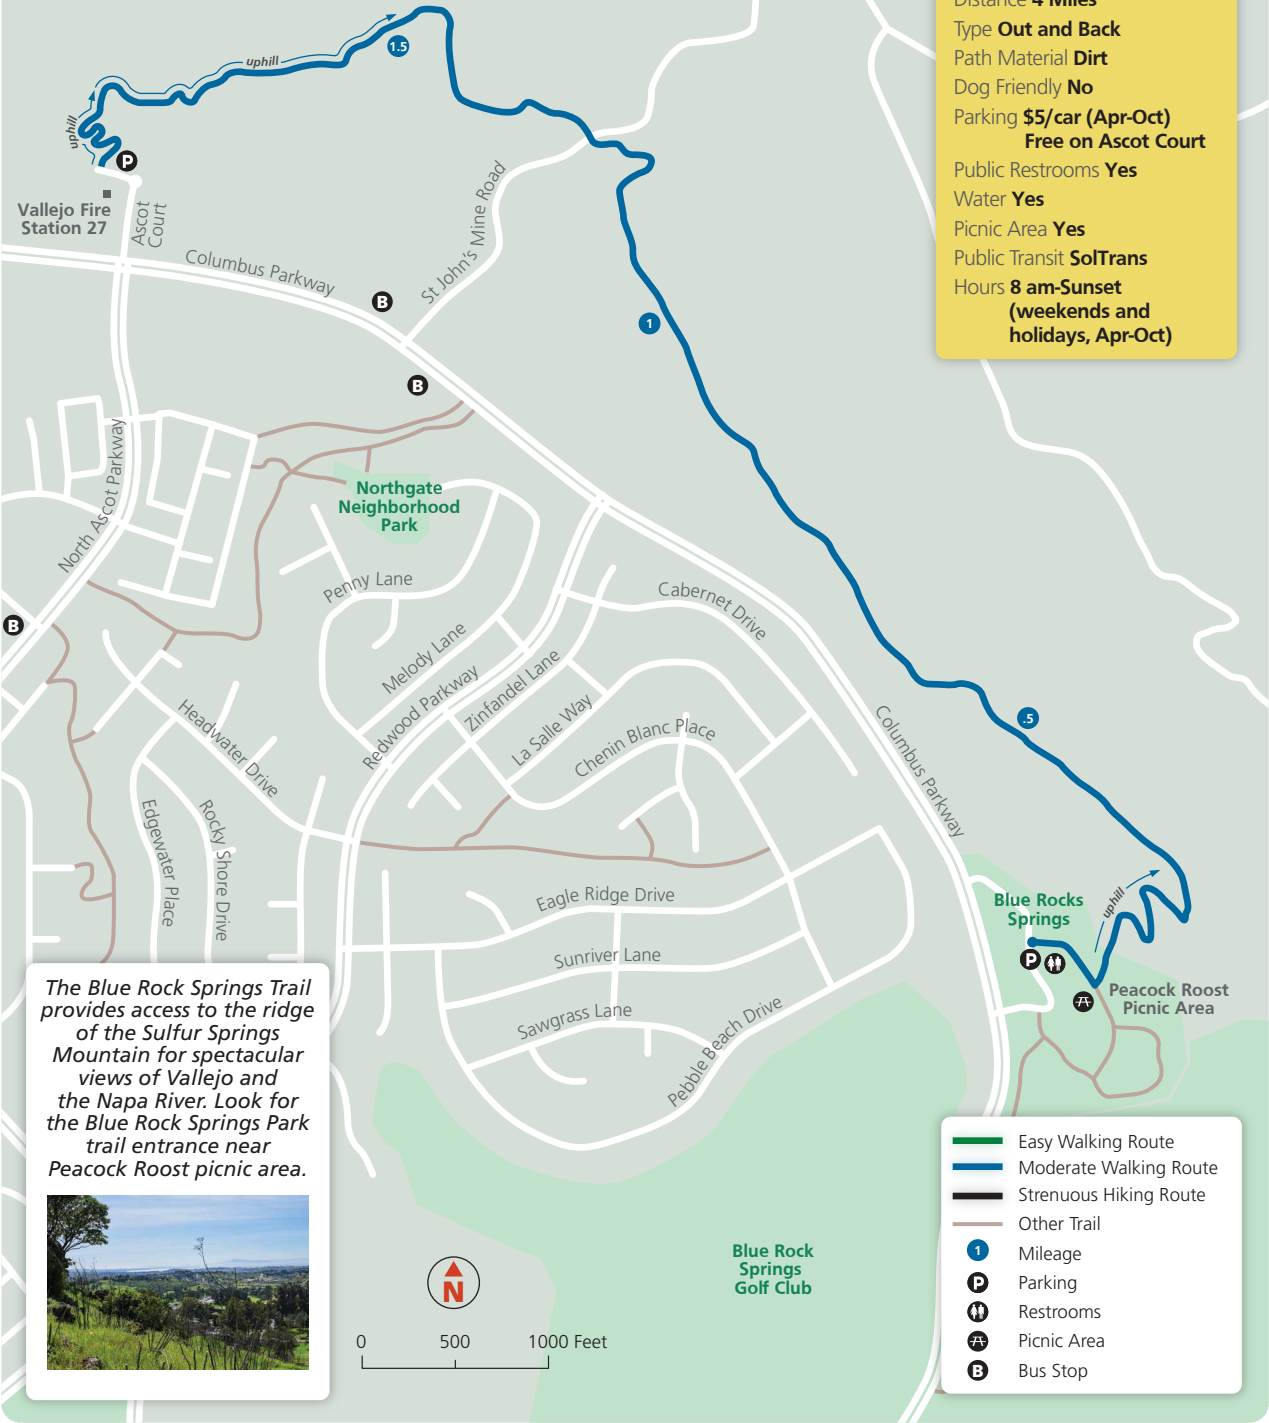 Distance 4 Miles
Type Out and Back
Path Material Dirt
Dog Friendly No
Parking $5/car (Apr-Oct)
Free on Ascot Court
Public Restrooms Yes
Water Yes
Picnic Area Yes
Public Transit SolTrans
Hours 8 am-Sunset
(weekends and
holidays, Apr-Oct)
1.5
uphill
uphill
P
Vallejo Fire
Station 27
Ascot
Court
Columbus Parkway
St John's Mine Road
B
B
1
North Ascot Parkway
Northgate
Neighborhood
Park
Penny Lane
Cabernet Drive
B
Melody Lane
Redwood Parkway
Zinfandel Lane
La Salle Way
Chenin Blanc Place
Headwater Drive
Columbus Parkway
.5
Edgewater Place
Rocky Shore Drive
Eagle Ridge Drive
Sunriver Lane
Sawgrass Lane
Pebble Beach Drive
uphill
Blue Rocks
Springs
P
Peacock Roost
Picnic Area
The Blue Rock Springs Trail
provides access to the ridge
of the Sulfur Springs
Mountain for spectacular
views of Vallejo and
the Napa River. Look for
the Blue Rock Springs Park
trail entrance near
Peacock Roost picnic area.
Blue Rock
Springs
Golf Club
N
0 500 1000 Feet
Easy Walking Route
Moderate Walking Route
Strenuous Hiking Route
Other Trail
1 Mileage
P Parking
Restrooms
Picnic Area
B Bus Stop